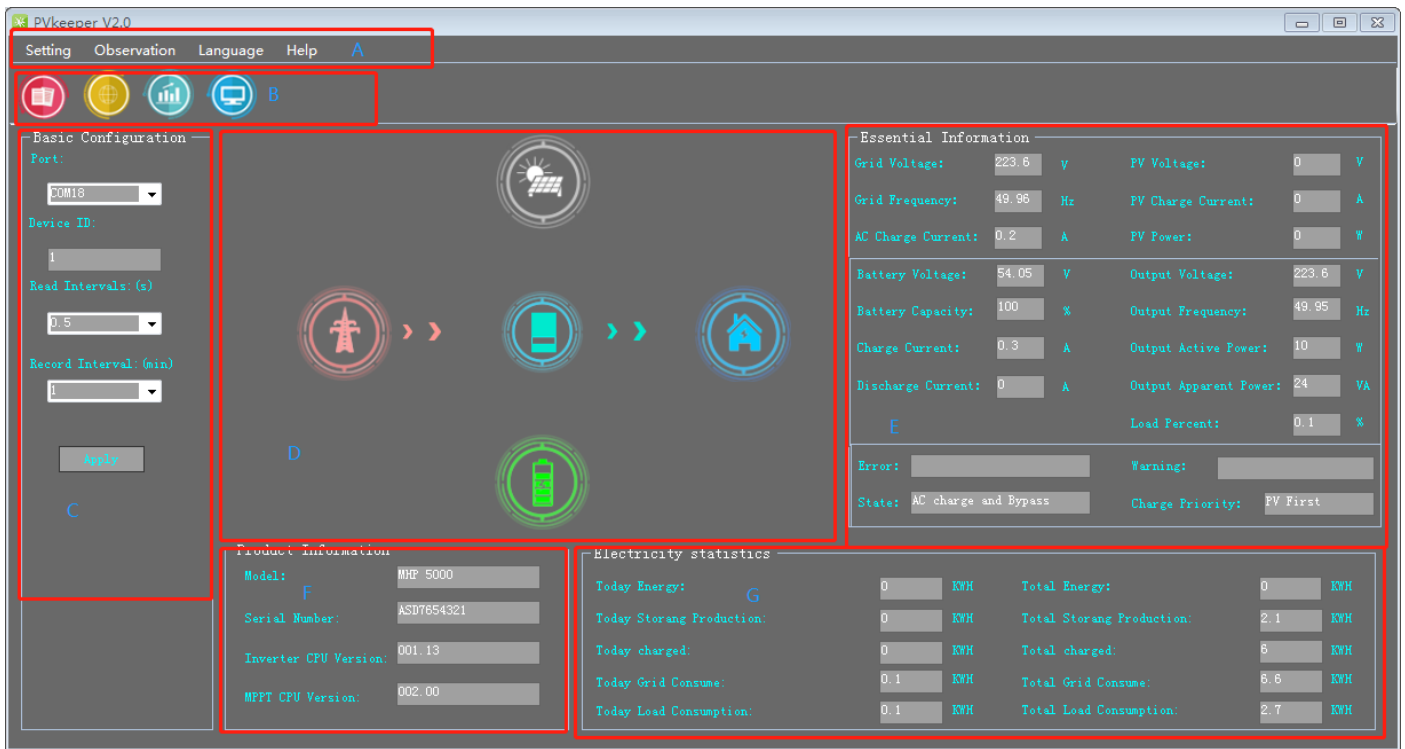 PVkeeper V2.0
Setting Observation Language Help A
B
Basic Configuration
Port:
COM18
Device ID:
1
Read Intervals:(s)
0.5
Record Interval:(min)
1
Apply
C
D
Essential Information
Grid Voltage: 223.6 V PV Voltage: 0 V
Grid Frequency: 49.96 Hz PV Charge Current: 0 A
AC Charge Current: 0.2 A PV Power: 0 W
Battery Voltage: 54.05 V Output Voltage: 223.6 V
Battery Capacity: 100 % Output Frequency: 49.95 Hz
Charge Current: 0.3 A Output Active Power: 10 W
Discharge Current: 0 A Output Apparent Power: 24 VA
E Load Percent: 0.1 %
Error: Warning:
State: AC charge and Bypass Charge Priority: PV First
Product Information
Model: MHP 5000
F
Serial Number: ASD7654321
Inverter CPU Version: 001.13
MPPT CPU Version: 002.00
Electricity statistics
Today Energy: 0 KWH Total Energy: 0 KWH
G
Today Storang Production: 0 KWH Total Storang Production: 2.1 KWH
Today charged: 0 KWH Total charged: 6 KWH
Today Grid Consume: 0.1 KWH Total Grid Consume: 6.6 KWH
Today Load Consumption: 0.1 KWH Total Load Consumption: 2.7 KWH